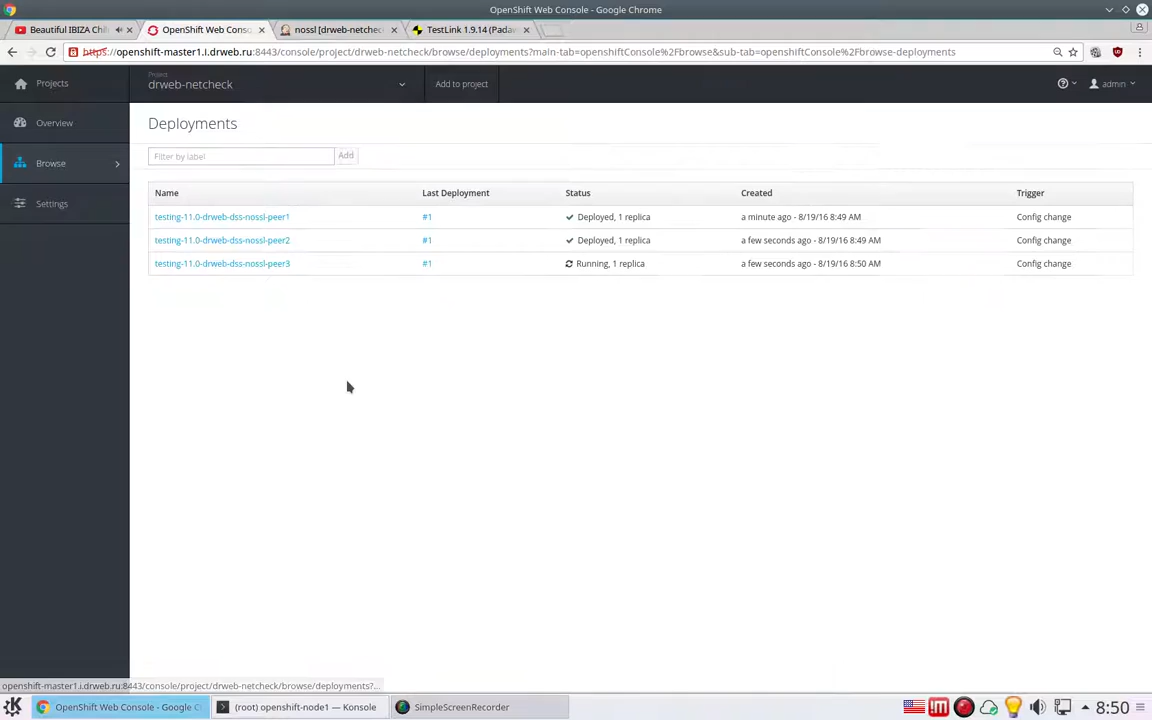 OpenShift Web Console - Google Chrome
Beautiful IBIZA Chil
OpenShift Web Conso
nossl [drweb-netchec
TestLink 1.9.14 (Padaw
https://openshift-master1.i.drweb.ru:8443/console/project/drweb-netcheck/browse/deployments?main-tab=openshiftConsole%2Fbrowse&sub-tab=openshiftConsole%2Fbrowse-deployments
Projects
Project
drweb-netcheck
Add to project
admin
Overview
Browse
Settings
Deployments
Filter by label
Add
Name Last Deployment Status Created Trigger
testing-11.0-drweb-dss-nossl-peer1 #1 Deployed, 1 replica a minute ago - 8/19/16 8:49 AM Config change
testing-11.0-drweb-dss-nossl-peer2 #1 Deployed, 1 replica a few seconds ago - 8/19/16 8:49 AM Config change
testing-11.0-drweb-dss-nossl-peer3 #1 Running, 1 replica a few seconds ago - 8/19/16 8:50 AM Config change
openshift-master1.i.drweb.ru:8443/console/project/drweb-netcheck/browse/deployments?...
OpenShift Web Console - Google C
(root) openshift-node1 — Konsole
SimpleScreenRecorder
8:50